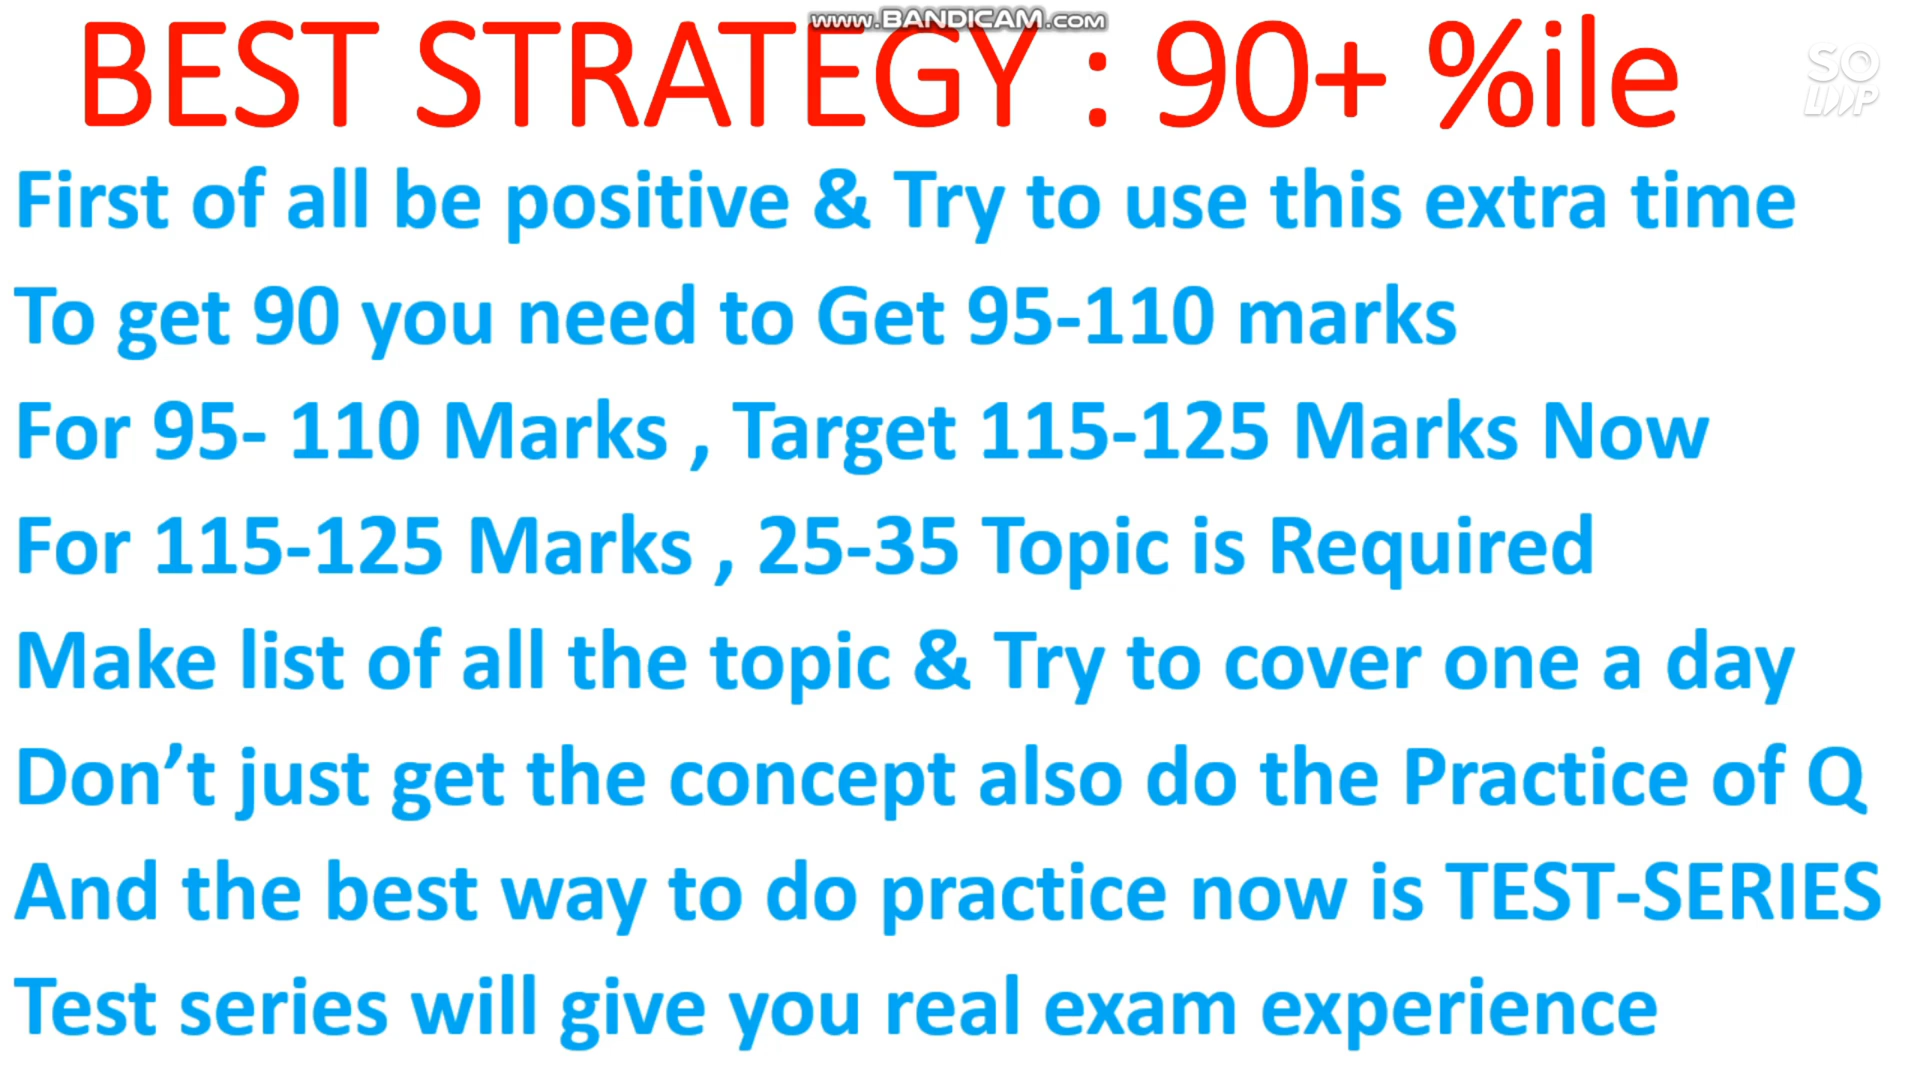 www.BANDICAM.com
BEST STRATEGY : 90+ %ile
SO
LMP
First of all be positive & Try to use this extra time
To get 90 you need to Get 95-110 marks
For 95- 110 Marks , Target 115-125 Marks Now
For 115-125 Marks , 25-35 Topic is Required
Make list of all the topic & Try to cover one a day
Don’t just get the concept also do the Practice of Q
And the best way to do practice now is TEST-SERIES
Test series will give you real exam experience